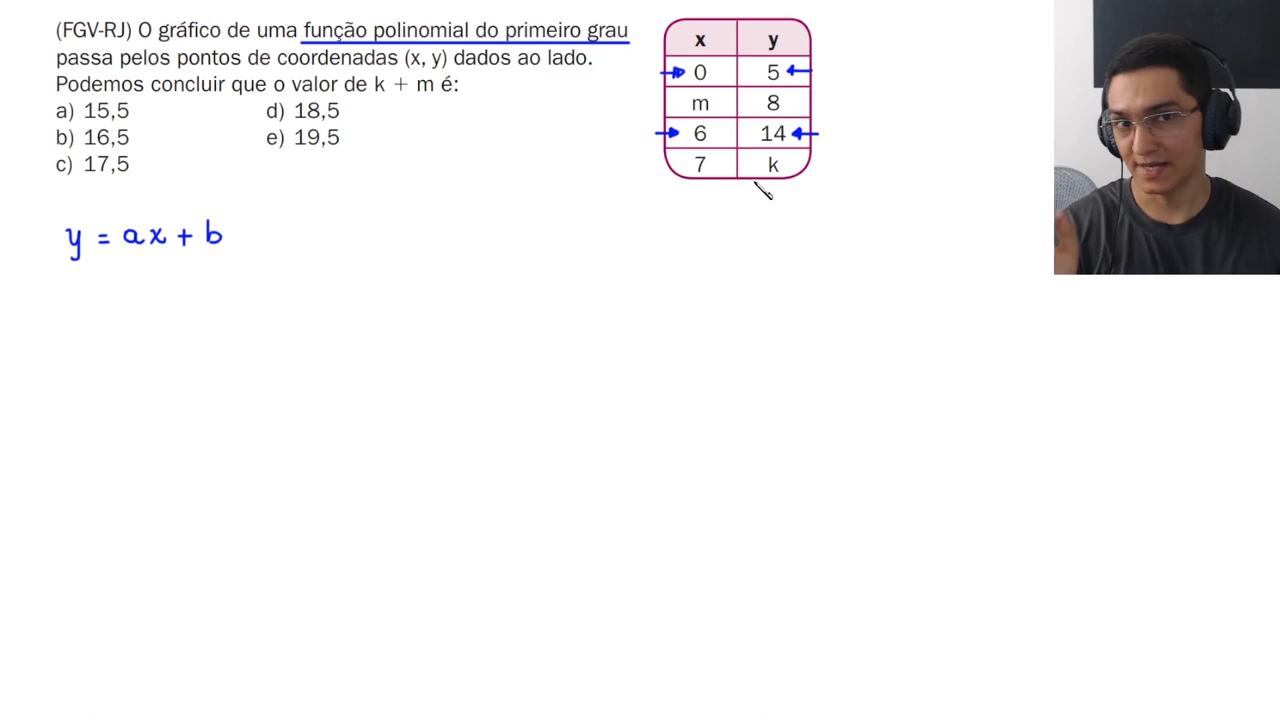 (FGV-RJ) O gráfico de uma função polinomial do primeiro grau
passa pelos pontos de coordenadas (x, y) dados ao lado.
Podemos concluir que o valor de k + m é:
a) 15,5 d) 18,5
b) 16,5 e) 19,5
c) 17,5
x y
0 5
m 8
6 14
7 k
y = ax + b